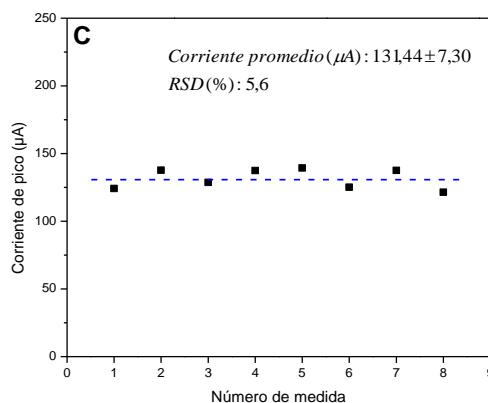 C
Corriente promedio(μA):131,44±7,30
RSD(%):5,6
250
200
150
100
50
0
0 1 2 3 4 5 6 7 8 9
Corriente de pico (µA)
Número de medida